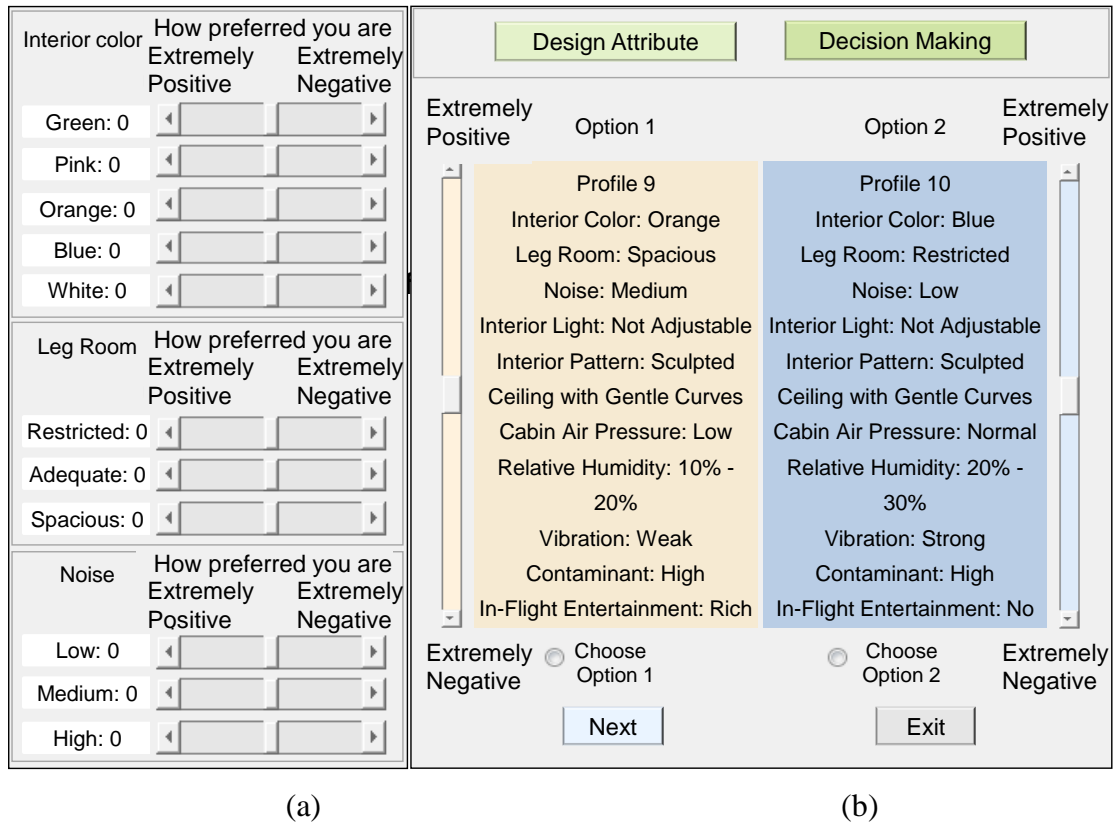 Interior color
How preferred you are
Extremely Positive
Extremely Negative
Green: 0
Pink: 0
Orange: 0
Blue: 0
White: 0
Leg Room
How preferred you are
Extremely Positive
Extremely Negative
Restricted: 0
Adequate: 0
Spacious: 0
Noise
How preferred you are
Extremely Positive
Extremely Negative
Low: 0
Medium: 0
High: 0
(a)
Design Attribute
Decision Making
Extremely
Positive
Option 1
Option 2
Extremely
Positive
Profile 9
Interior Color: Orange
Leg Room: Spacious
Noise: Medium
Interior Light: Not Adjustable
Interior Pattern: Sculpted
Ceiling with Gentle Curves
Cabin Air Pressure: Low
Relative Humidity: 10% -
20%
Vibration: Weak
Contaminant: High
In-Flight Entertainment: Rich
Profile 10
Interior Color: Blue
Leg Room: Restricted
Noise: Low
Interior Light: Not Adjustable
Interior Pattern: Sculpted
Ceiling with Gentle Curves
Cabin Air Pressure: Normal
Relative Humidity: 20% -
30%
Vibration: Strong
Contaminant: High
In-Flight Entertainment: No
Extremely
Negative
Choose
Option 1
Choose
Option 2
Extremely
Negative
Next
Exit
(b)